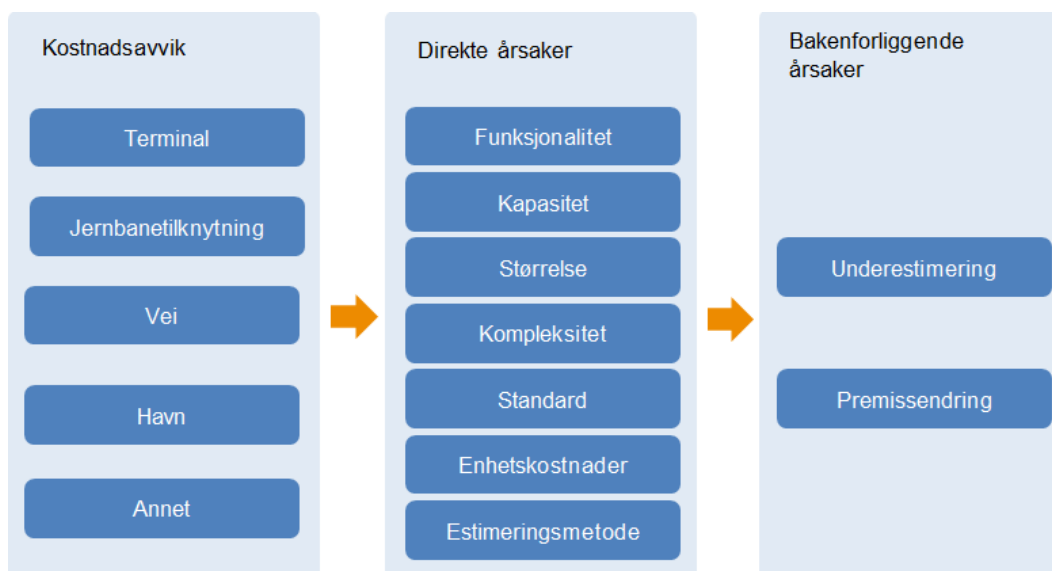 Kostnadsavvik
Terminal
Jernbanetilknytning
Vei
Havn
Annet
Direkte årsaker
Funksjonalitet
Kapasitet
Størrelse
Kompleksitet
Standard
Enhetskostnader
Estimeringsmetode
Bakenforliggende
årsaker
Underestimering
Premissendring